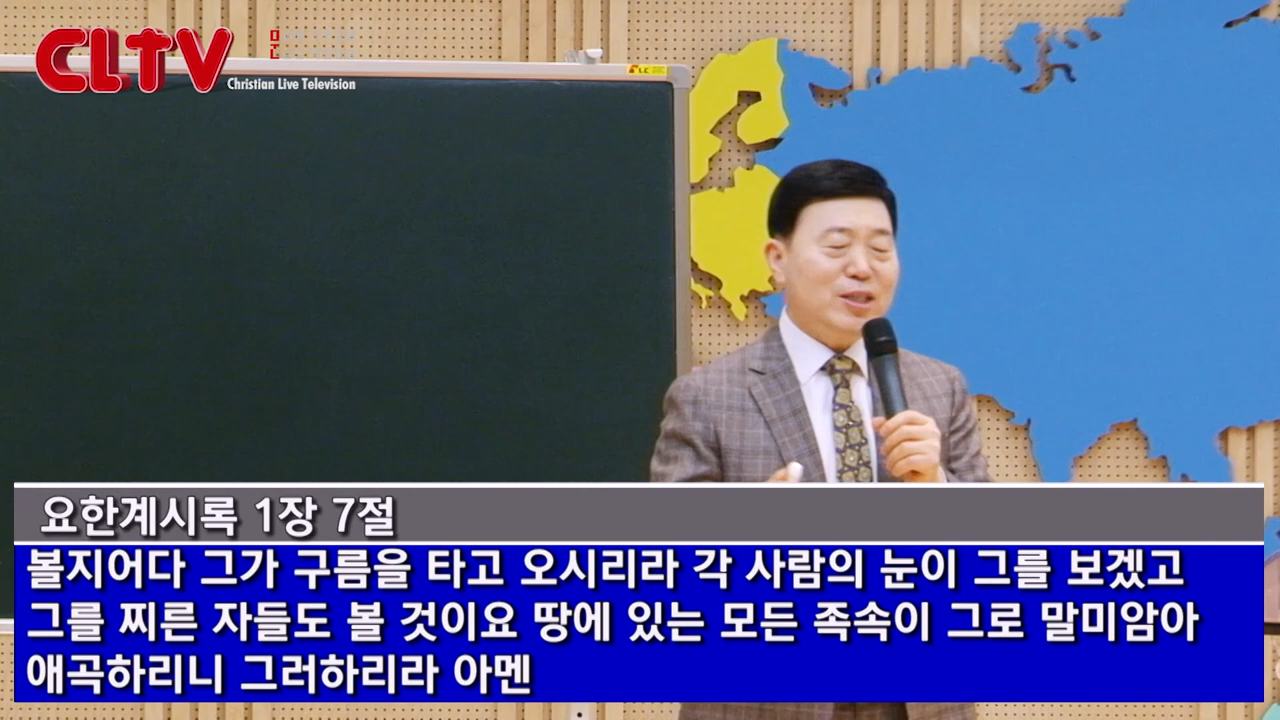 CLTV
Christian Live Television
요한계시록 1장 7절
볼지어다 그가 구름을 타고 오시리라 각 사람의 눈이 그를 보겠고
그를 찌른 자들도 볼 것이요 땅에 있는 모든 족속이 그로 말미암아
애곡하리니 그러하리라 아멘